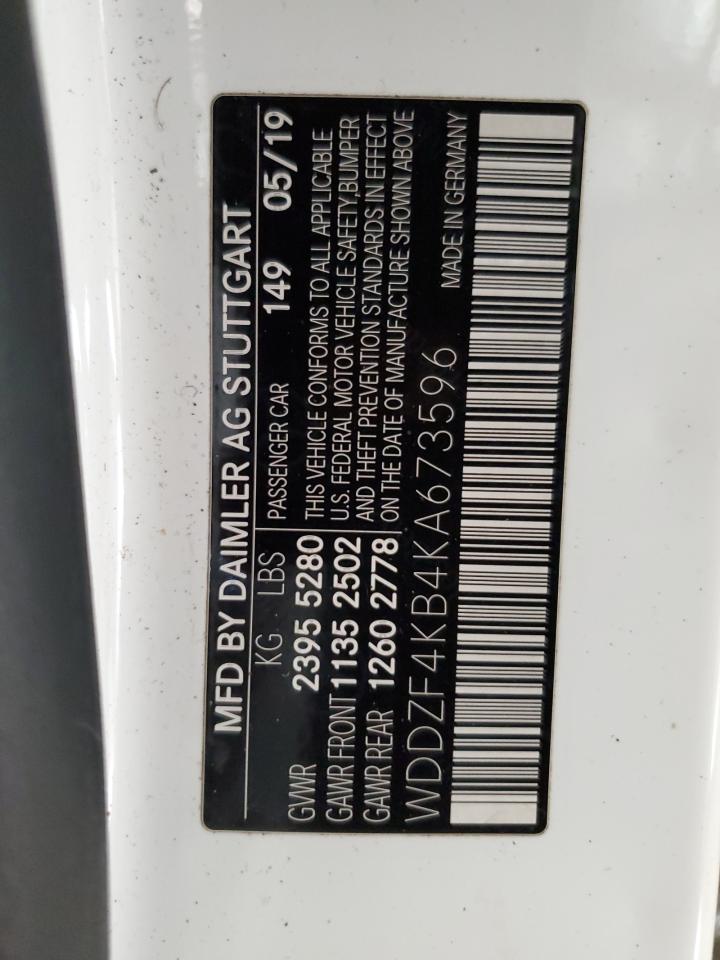 MFD BY DAIMLER AG STUTTGART
KG LBS PASSENGER CAR 149 05/19
GWWR 2395 5280
GAWR FRONT 1135 2502
GAWR REAR 1260 2778
THIS VEHICLE CONFORMS TO ALL APPLICABLE
U.S. FEDERAL MOTOR VEHICLE SAFETY, BUMPER
AND THEFT PREVENTION STANDARDS IN EFFECT
ON THE DATE OF MANUFACTURE SHOWN ABOVE
WDDZF4KB4KA673596 MADE IN GERMANY